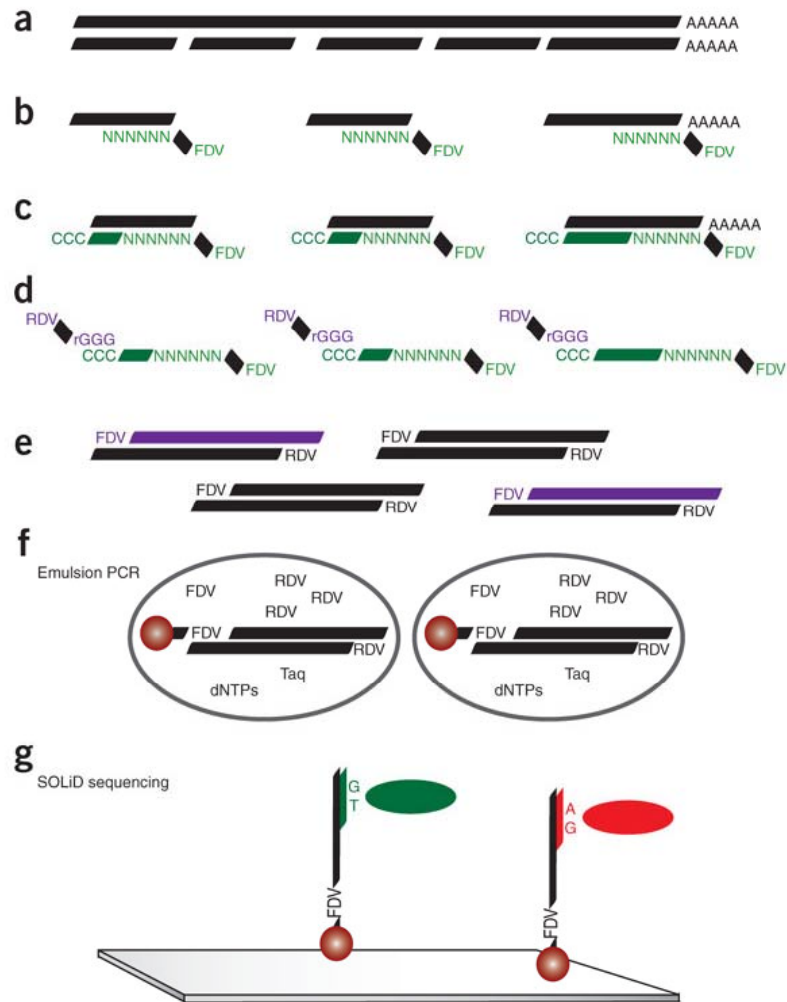 a
AAAAA
AAAAA
b
AAAAA
NNNNNN NNNNNN NNNNNN
FDV FDV FDV
c
AAAAA
CCC NNNNNN CCC NNNNNN CCC NNNNNN
FDV FDV FDV
d
RDV RDV RDV
rGGG rGGG rGGG
CCC NNNNNN CCC NNNNNN CCC NNNNNN
FDV FDV FDV
e
FDV FDV
RDV RDV
FDV FDV
RDV RDV
f
Emulsion PCR
FDV RDV RDV RDV
FDV RDV
Taq
dNTPs
FDV RDV RDV RDV
FDV RDV
Taq
dNTPs
g
SOLiD sequencing
G
T
A
G
FDV FDV